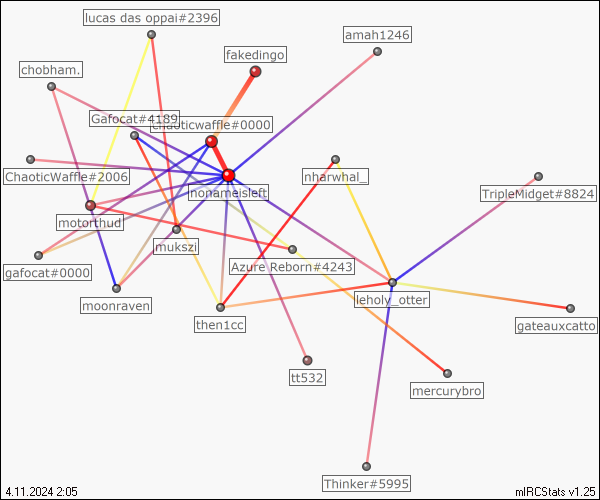 lucas das oppai#2396
amah1246
fakedingo
chobham.
Gafocat#4189
chaoticwaffle#0000
ChaoticWaffle#2006
nonameisleft
nharwhal_
TripleMidget#8824
motorthud
mukszi
gafocat#0000
Azure Reborn#4243
moonraven
leholy_otter
then1cc
gateauxcatto
tt532
mercurybro
Thinker#5995
4.11.2024 2:05
mIRCStats v1.25